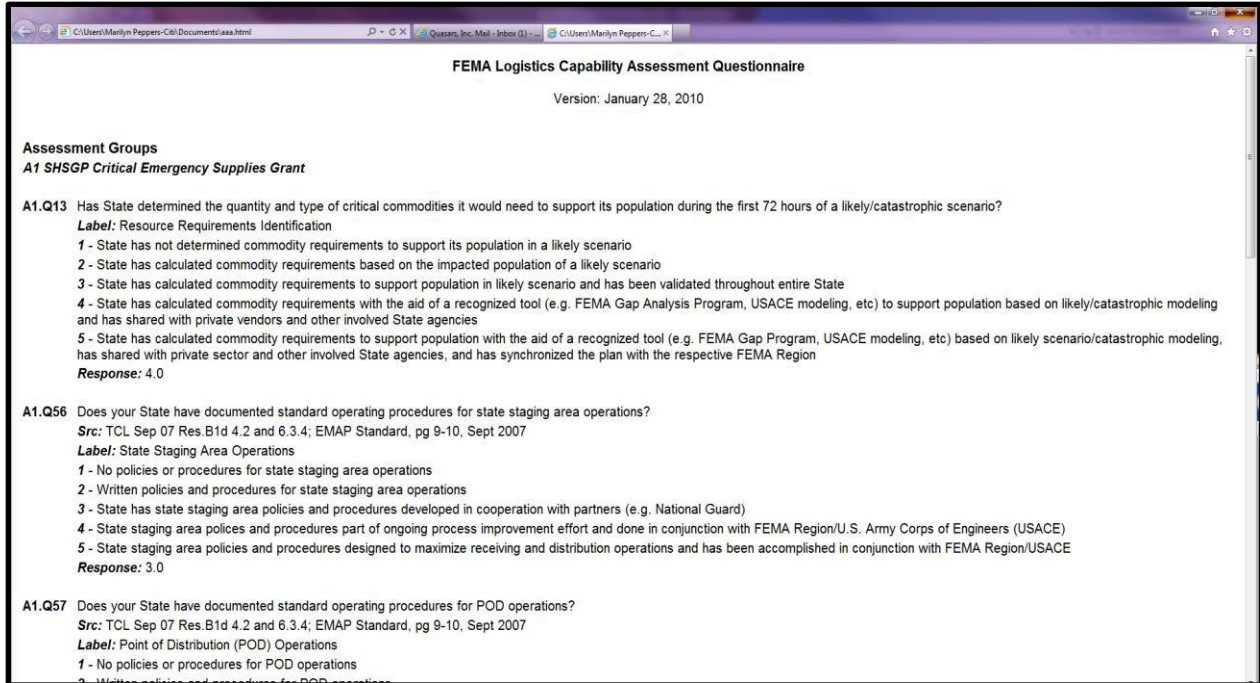 C:\Users\Marilyn Peppers-Citi\Documents\aaa.html
Quasars, Inc. Mail - Inbox (1) - ...
C:\Users\Marilyn Peppers-C...
FEMA Logistics Capability Assessment Questionnaire
Version: January 28, 2010
Assessment Groups
A1 SHSGP Critical Emergency Supplies Grant
A1.Q13 Has State determined the quantity and type of critical commodities it would need to support its population during the first 72 hours of a likely/catastrophic scenario?
Label: Resource Requirements Identification
1 - State has not determined commodity requirements to support its population in a likely scenario
2 - State has calculated commodity requirements based on the impacted population of a likely scenario
3 - State has calculated commodity requirements to support population in likely scenario and has been validated throughout entire State
4 - State has calculated commodity requirements with the aid of a recognized tool (e.g. FEMA Gap Analysis Program, USACE modeling, etc) to support population based on likely/catastrophic modeling
and has shared with private vendors and other involved State agencies
5 - State has calculated commodity requirements to support population with the aid of a recognized tool (e.g. FEMA Gap Program, USACE modeling, etc) based on likely scenario/catastrophic modeling,
has shared with private sector and other involved State agencies, and has synchronized the plan with the respective FEMA Region
Response: 4.0
A1.Q56 Does your State have documented standard operating procedures for state staging area operations?
Src: TCL Sep 07 Res.B1d 4.2 and 6.3.4; EMAP Standard, pg 9-10, Sept 2007
Label: State Staging Area Operations
1 - No policies or procedures for state staging area operations
2 - Written policies and procedures for state staging area operations
3 - State has state staging area policies and procedures developed in cooperation with partners (e.g. National Guard)
4 - State staging area polices and procedures part of ongoing process improvement effort and done in conjunction with FEMA Region/U.S. Army Corps of Engineers (USACE)
5 - State staging area policies and procedures designed to maximize receiving and distribution operations and has been accomplished in conjunction with FEMA Region/USACE
Response: 3.0
A1.Q57 Does your State have documented standard operating procedures for POD operations?
Src: TCL Sep 07 Res.B1d 4.2 and 6.3.4; EMAP Standard, pg 9-10, Sept 2007
Label: Point of Distribution (POD) Operations
1 - No policies or procedures for POD operations
2 - Written policies and procedures for POD operations